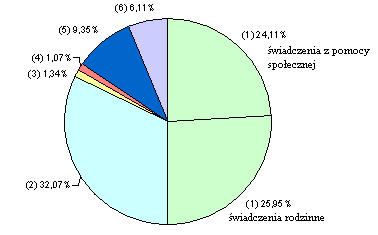 (6) 6,11%
(5) 9,35%
(1) 24,11%
świadczenia z pomocy
społecznej
(4) 1,07%
(3) 1,34%
(2) 32,07%
(1) 25,95%
świadczenia rodzinne